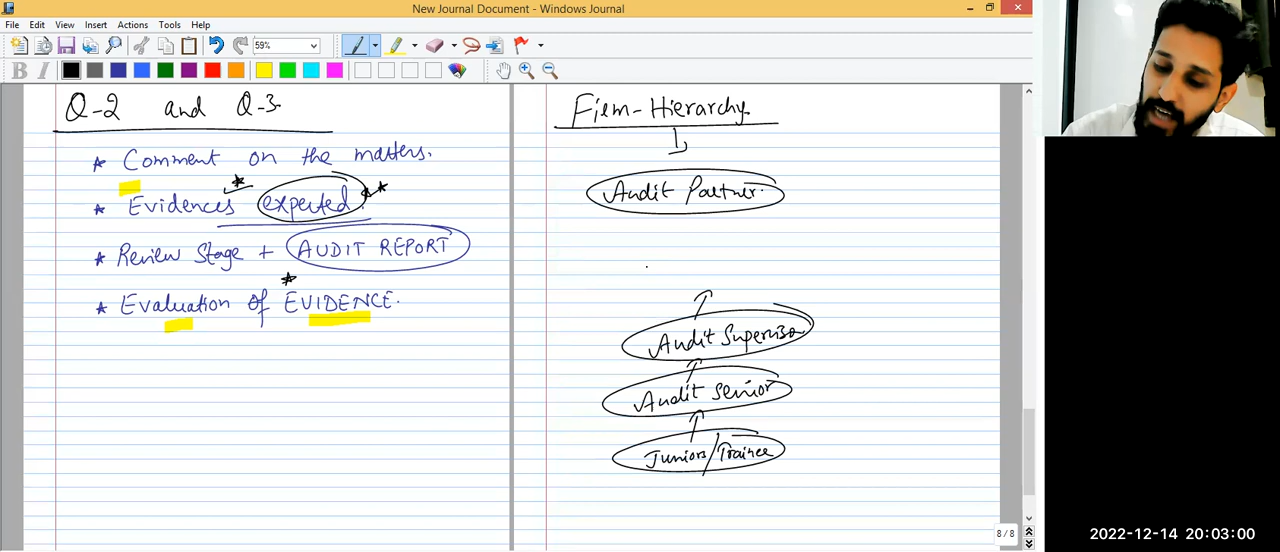 New Journal Document - Windows Journal
File Edit View Insert Actions Tools Help
59%
B I
Q-2 and Q-3
Comment on the matters.
Evidences expected.
Review Stage + AUDIT REPORT
Evaluation of EVIDENCE.
Firm-Hierarchy
Audit Partner.
Audit Supervisor
Audit Senior
Juniors/Trainee
8/8
2022-12-14 20:03:00